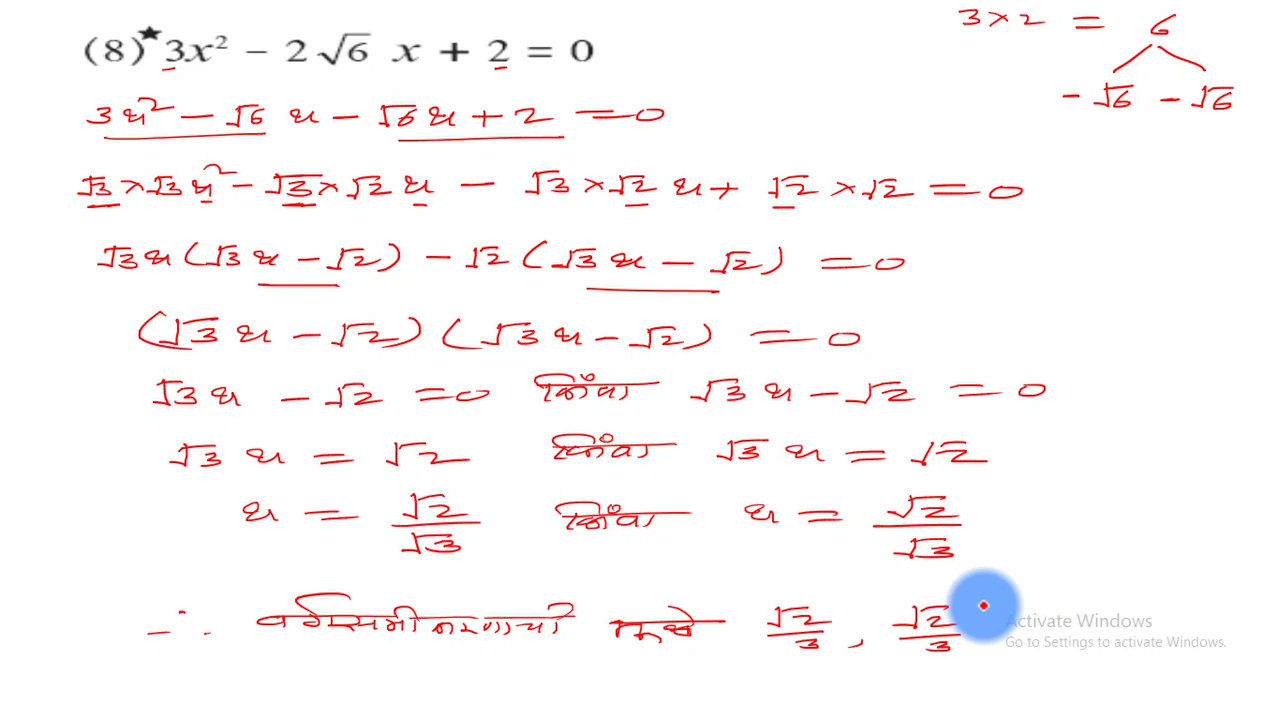 (8)* 3x² − 2√6 x + 2 = 0
3 × 2 = 6
− √6 − √6
3x² − √6 x − √6 x + 2 = 0
√3 × √3 x² − √3 × √2 x − √3 × √2 x + √2 × √2 = 0
√3 x (√3 x − √2) − √2 (√3 x − √2) = 0
(√3 x − √2) (√3 x − √2) = 0
√3 x − √2 = 0 किंवा √3 x − √2 = 0
√3 x = √2 किंवा √3 x = √2
x = √2/√3 किंवा x = √2/√3
∴ वर्गसमीकरणाची मूळे √2/3 , √2/3
Activate Windows
Go to Settings to activate Windows.